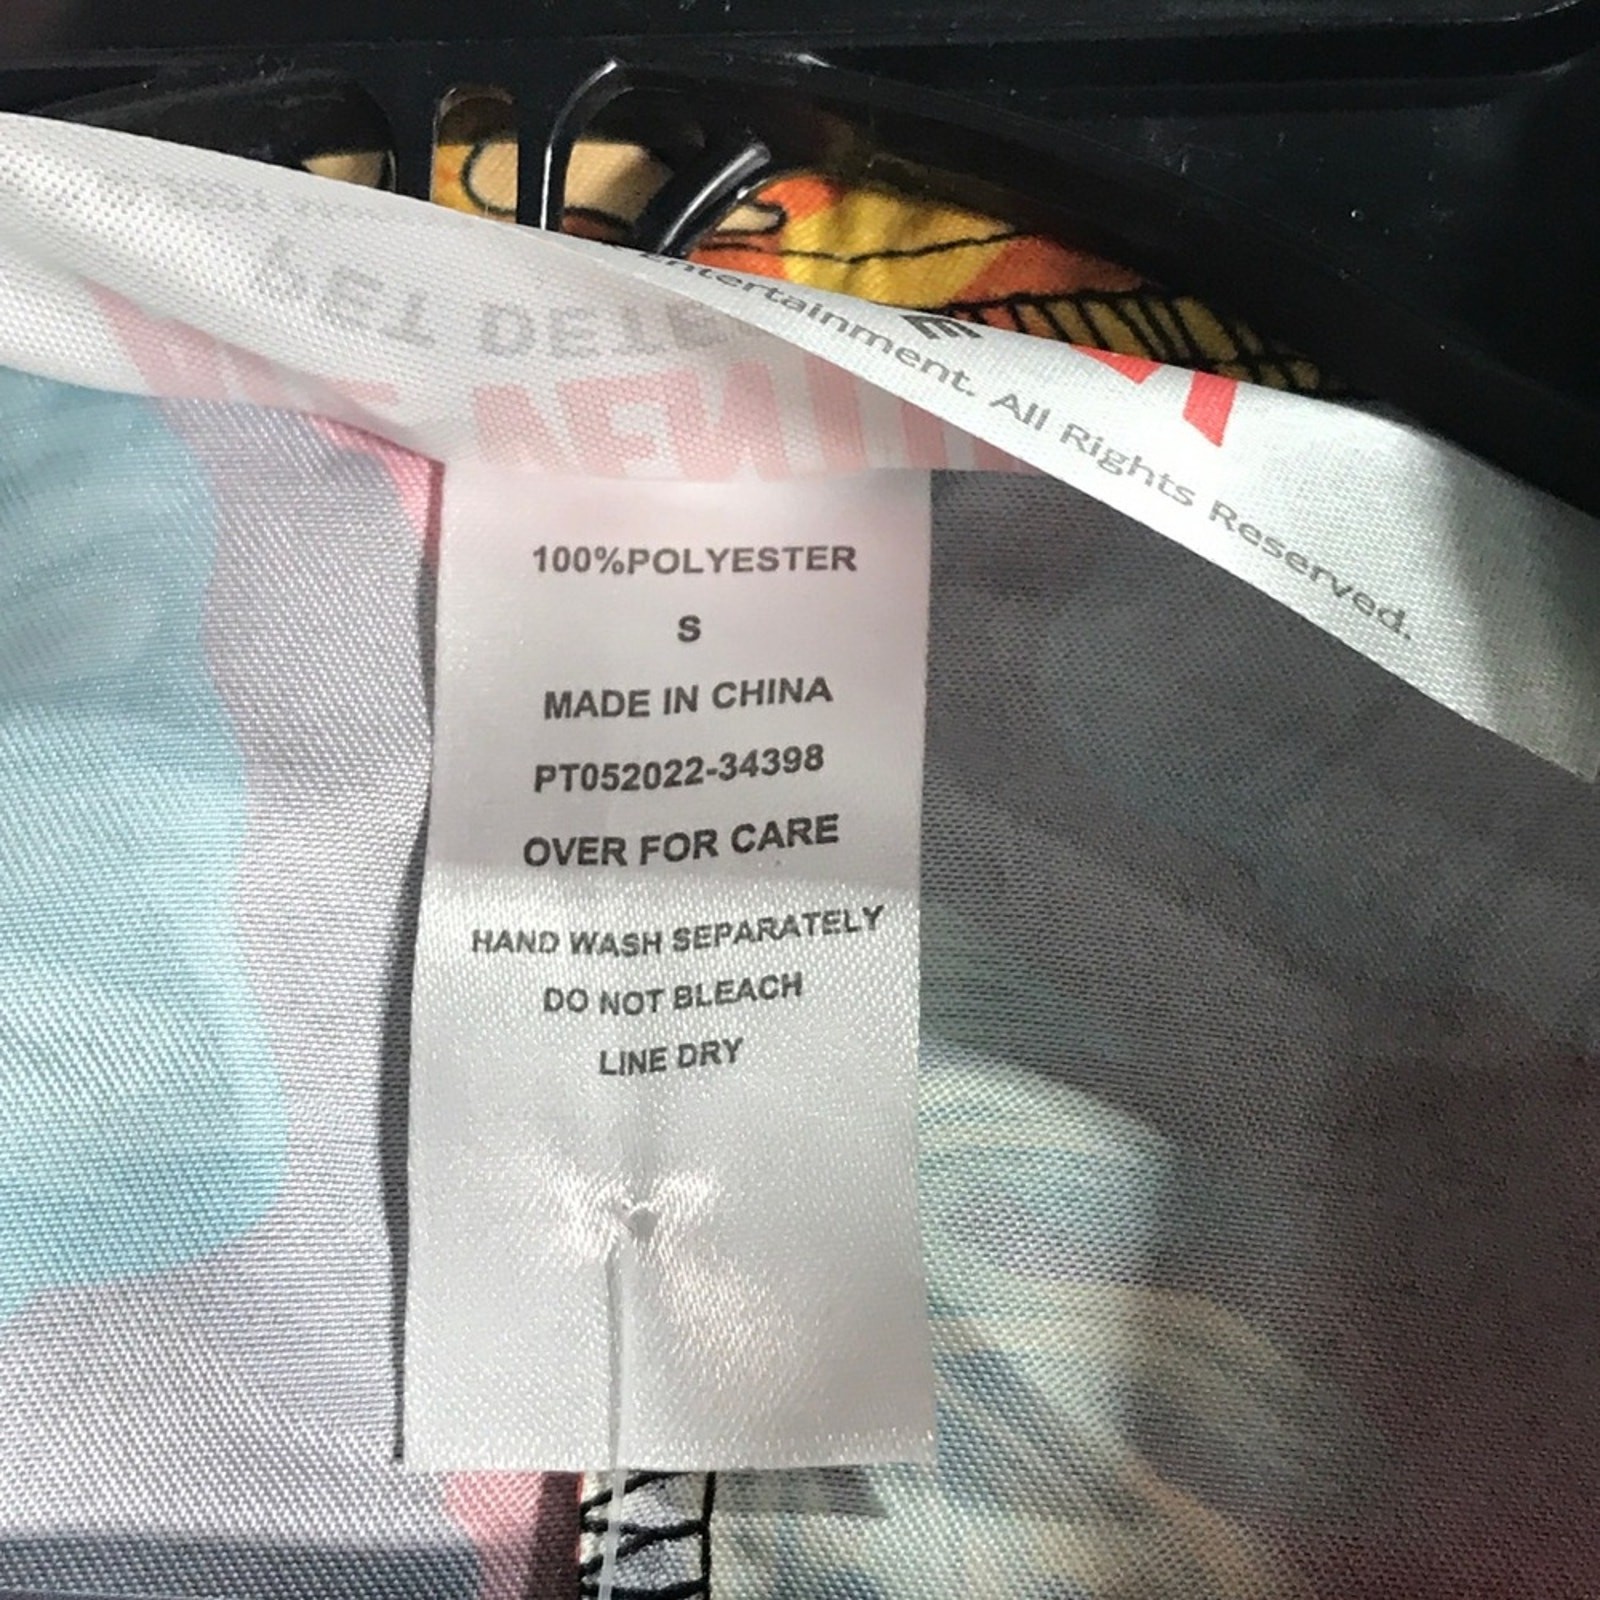 Entertainment. All Rights Reserved.
100%POLYESTER
S
MADE IN CHINA
PT052022-34398
OVER FOR CARE
HAND WASH SEPARATELY
DO NOT BLEACH
LINE DRY